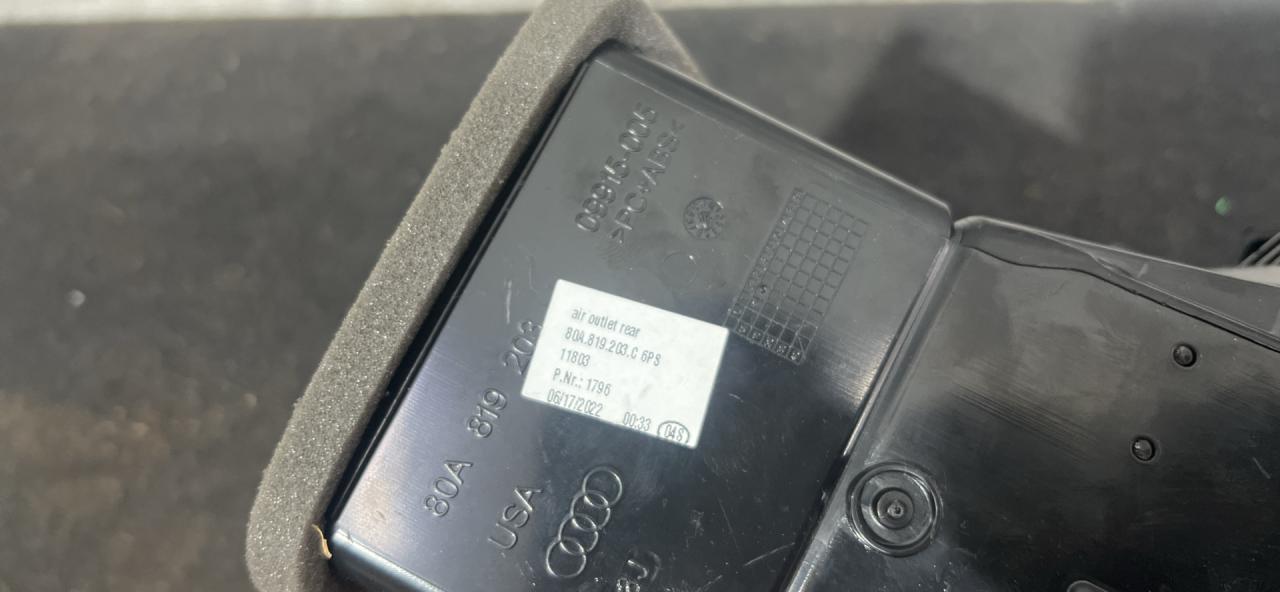 09915-005
>PC+ABS<
air outlet rear
80A.819.203.C 6PS
11803
P.Nr.: 1796
06/17/2022 00:33 04S
80A 819 203
USA